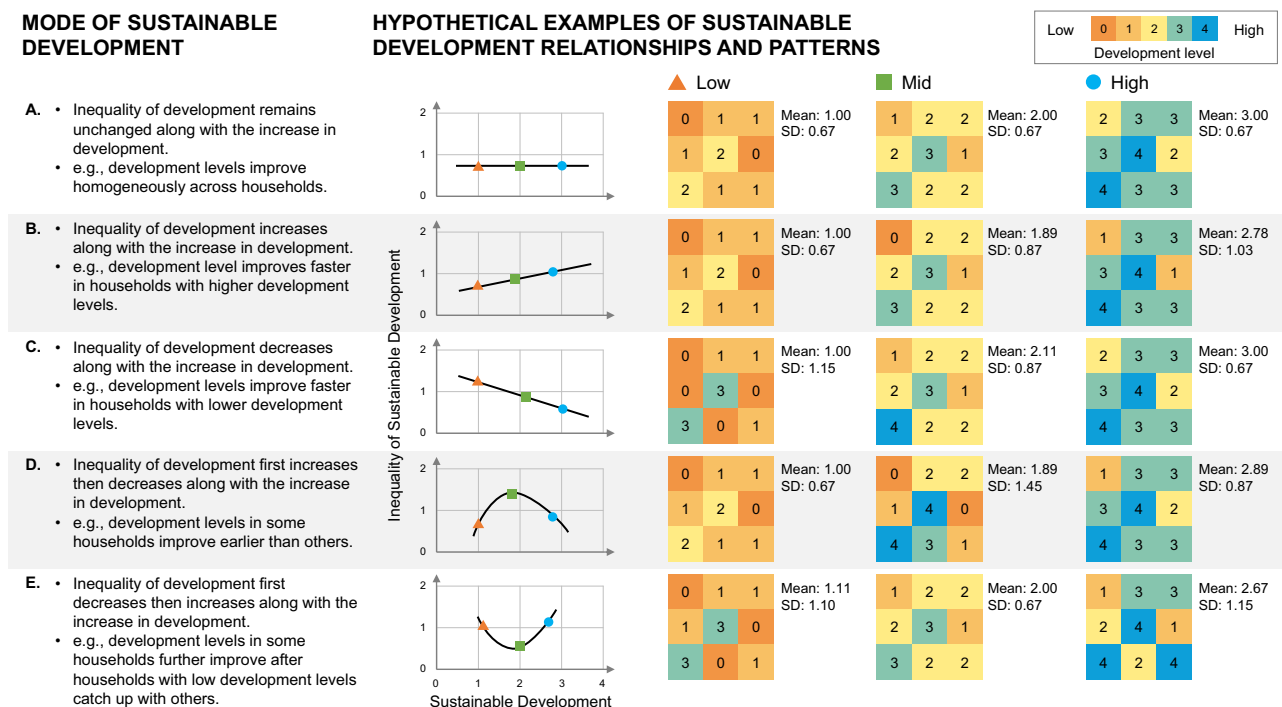 MODE OF SUSTAINABLE
DEVELOPMENT
HYPOTHETICAL EXAMPLES OF SUSTAINABLE
DEVELOPMENT RELATIONSHIPS AND PATTERNS
Low 0 1 2 3 4 High
Development level
Low
Mid
High
A. • Inequality of development remains
unchanged along with the increase in
development.
• e.g., development levels improve
homogeneously across households.
2
1
0
0 1 1
1 2 0
2 1 1
Mean: 1.00
SD: 0.67
1 2 2
2 3 1
3 2 2
Mean: 2.00
SD: 0.67
2 3 3
3 4 2
4 3 3
Mean: 3.00
SD: 0.67
B. • Inequality of development increases
along with the increase in development.
• e.g., development level improves faster
in households with higher development
levels.
2
1
0
0 1 1
1 2 0
2 1 1
Mean: 1.00
SD: 0.67
0 2 2
2 3 1
3 2 2
Mean: 1.89
SD: 0.87
1 3 3
3 4 1
4 3 3
Mean: 2.78
SD: 1.03
C. • Inequality of development decreases
along with the increase in development.
• e.g., development levels improve faster
in households with lower development
levels.
2
1
0
0 1 1
0 3 0
3 0 1
Mean: 1.00
SD: 1.15
1 2 2
2 3 1
4 2 2
Mean: 2.11
SD: 0.87
2 3 3
3 4 2
4 3 3
Mean: 3.00
SD: 0.67
D. • Inequality of development first increases
then decreases along with the increase
in development.
• e.g., development levels in some
households improve earlier than others.
2
1
0
0 1 1
1 2 0
2 1 1
Mean: 1.00
SD: 0.67
0 2 2
1 4 0
4 3 1
Mean: 1.89
SD: 1.45
1 3 3
3 4 2
4 3 3
Mean: 2.89
SD: 0.87
E. • Inequality of development first
decreases then increases along with the
increase in development.
• e.g., development levels in some
households further improve after
households with low development levels
catch up with others.
2
1
0
0 1 2 3 4
Sustainable Development
Inequality of Sustainable Development
0 1 1
1 3 0
3 0 1
Mean: 1.11
SD: 1.10
1 2 2
2 3 1
3 2 2
Mean: 2.00
SD: 0.67
1 3 3
2 4 1
4 2 4
Mean: 2.67
SD: 1.15